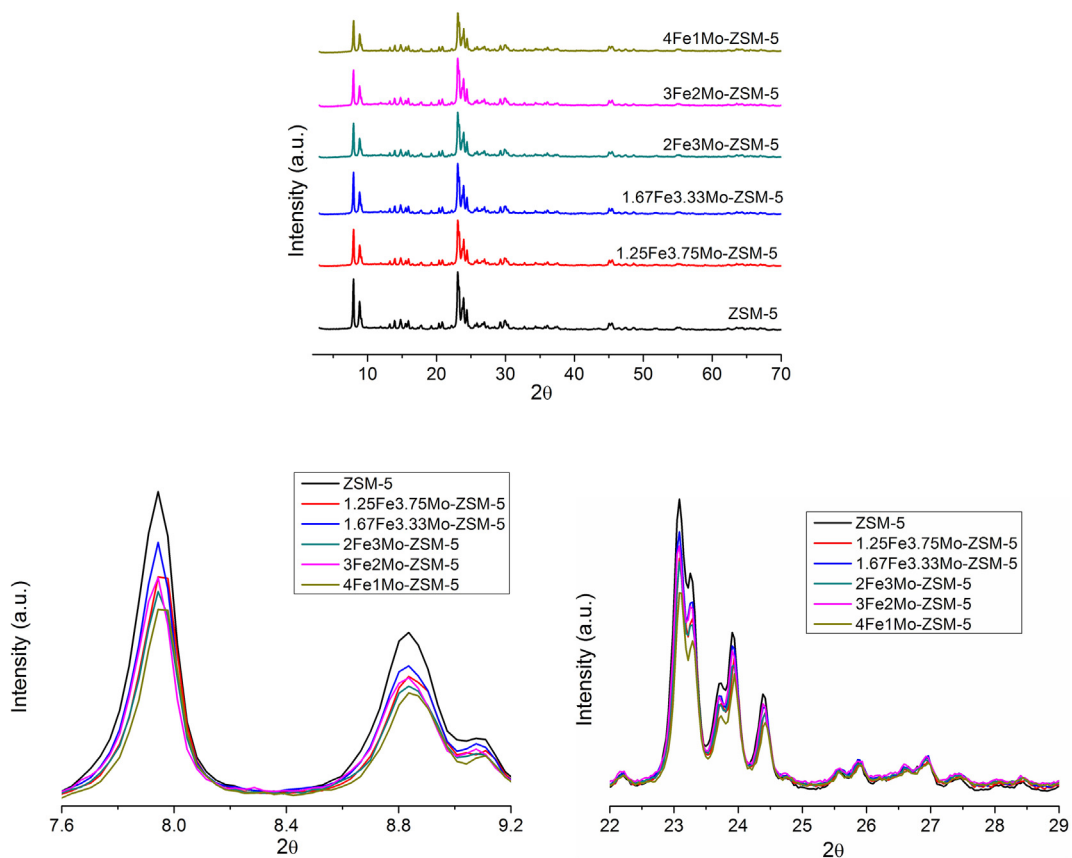 Intensity (a.u.)
4Fe1Mo-ZSM-5
3Fe2Mo-ZSM-5
2Fe3Mo-ZSM-5
1.67Fe3.33Mo-ZSM-5
1.25Fe3.75Mo-ZSM-5
ZSM-5
10 20 30 40 50 60 70
2θ
Intensity (a.u.)
ZSM-5
1.25Fe3.75Mo-ZSM-5
1.67Fe3.33Mo-ZSM-5
2Fe3Mo-ZSM-5
3Fe2Mo-ZSM-5
4Fe1Mo-ZSM-5
7.6 8.0 8.4 8.8 9.2
2θ
Intensity (a.u.)
ZSM-5
1.25Fe3.75Mo-ZSM-5
1.67Fe3.33Mo-ZSM-5
2Fe3Mo-ZSM-5
3Fe2Mo-ZSM-5
4Fe1Mo-ZSM-5
22 23 24 25 26 27 28 29
2θ